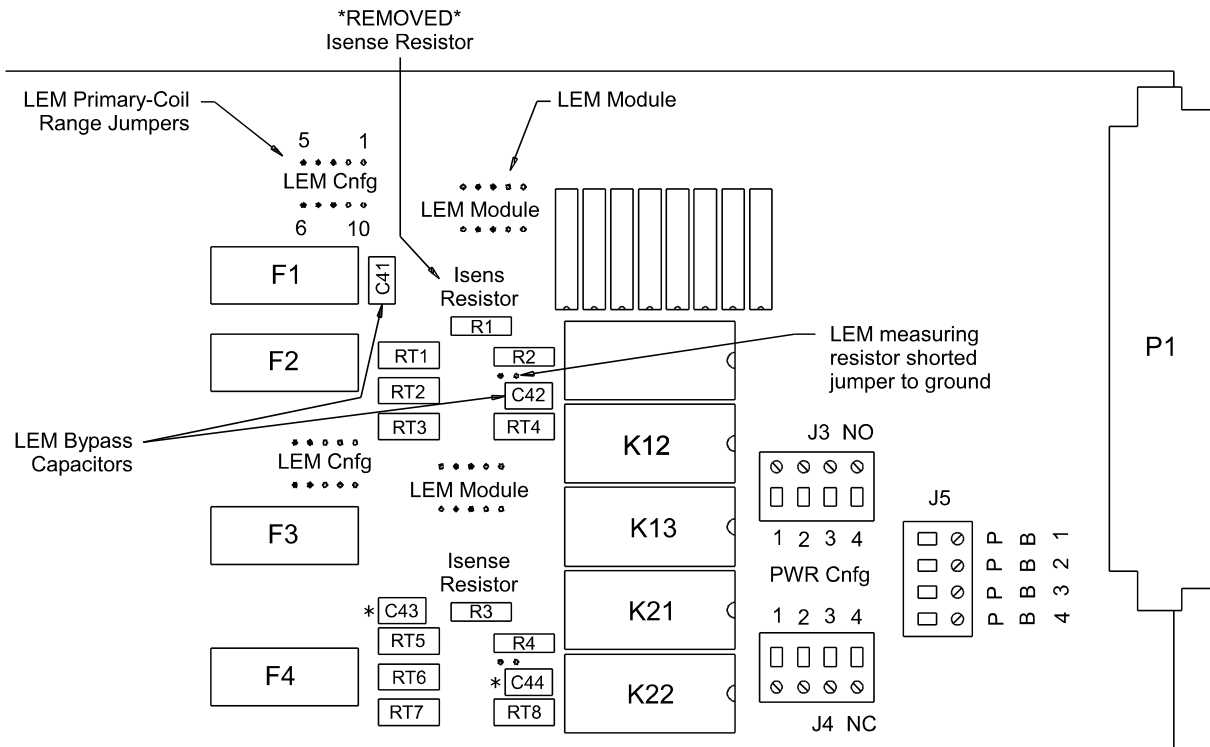 *REMOVED*
Isense Resistor
LEM Primary-Coil
Range Jumpers
LEM Module
5 1
LEM Cnfg
6 10
LEM Module
F1
C41
Isens
Resistor
R1
F2
RT1
R2
LEM measuring
resistor shorted
jumper to ground
P1
RT2
C42
RT3
RT4
LEM Bypass
Capacitors
LEM Cnfg
LEM Module
K12
J3 NO
F3
K13
1 2 3 4
J5
P B 1
P B 2
P B 3
P B 4
PWR Cnfg
Isense
Resistor
* C43
R3
K21
1 2 3 4
RT5
R4
F4
RT6
* C44
K22
RT7
RT8
J4 NC